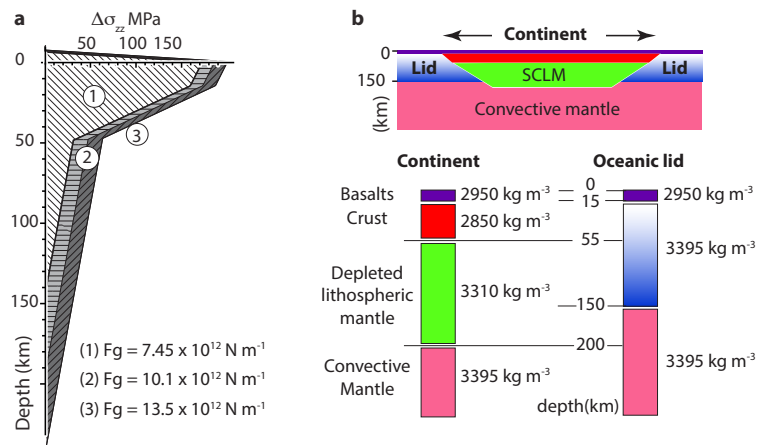 a
Δσzz MPa
50 100 150
0
50
100
150
Depth (km)
1
2
3
(1) Fg = 7.45 x 10¹² N m⁻¹
(2) Fg = 10.1 x 10¹² N m⁻¹
(3) Fg = 13.5 x 10¹² N m⁻¹
b
Continent
0
150
(km)
Lid
SCLM
Lid
Convective mantle
Continent
Oceanic lid
Basalts
2950 kg m⁻³
0
15
2950 kg m⁻³
Crust
2850 kg m⁻³
55
3395 kg m⁻³
Depleted
lithospheric
mantle
3310 kg m⁻³
150
200
Convective
Mantle
3395 kg m⁻³
3395 kg m⁻³
depth(km)